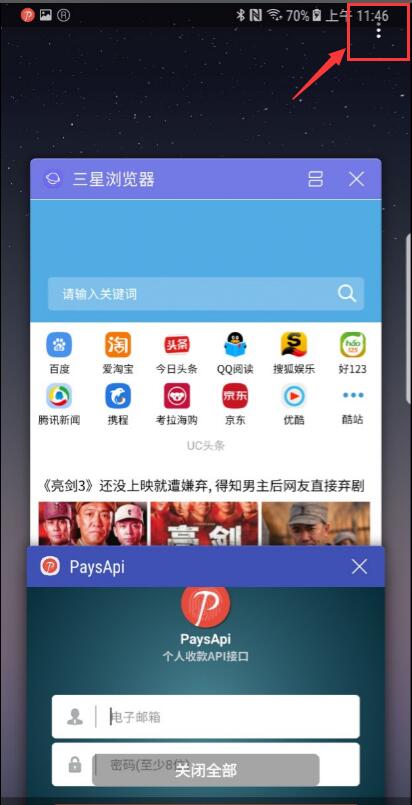 70% 上午 11:46
三星浏览器
请输入关键词
百度 爱淘宝 今日头条 QQ阅读 搜狐娱乐 好123
腾讯新闻 携程 考拉海购 京东 优酷 酷站
UC头条
《亮剑3》还没上映就遭嫌弃, 得知男主后网友直接弃剧
PaysApi
PaysApi
个人收款API接口
电子邮箱
密码(至少8位)
关闭全部